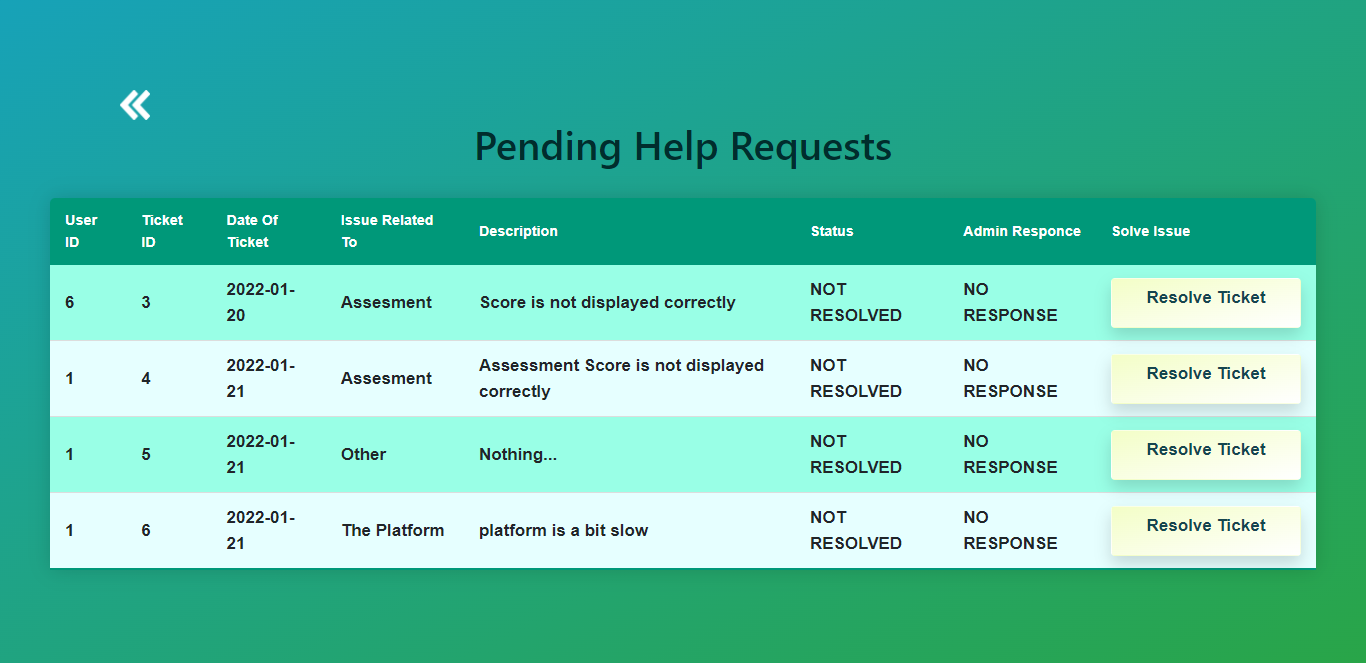 Pending Help Requests
User ID Ticket ID Date Of Ticket Issue Related To Description Status Admin Responce Solve Issue
6 3 2022-01-20 Assesment Score is not displayed correctly NOT RESOLVED NO RESPONSE Resolve Ticket
1 4 2022-01-21 Assesment Assessment Score is not displayed correctly NOT RESOLVED NO RESPONSE Resolve Ticket
1 5 2022-01-21 Other Nothing... NOT RESOLVED NO RESPONSE Resolve Ticket
1 6 2022-01-21 The Platform platform is a bit slow NOT RESOLVED NO RESPONSE Resolve Ticket